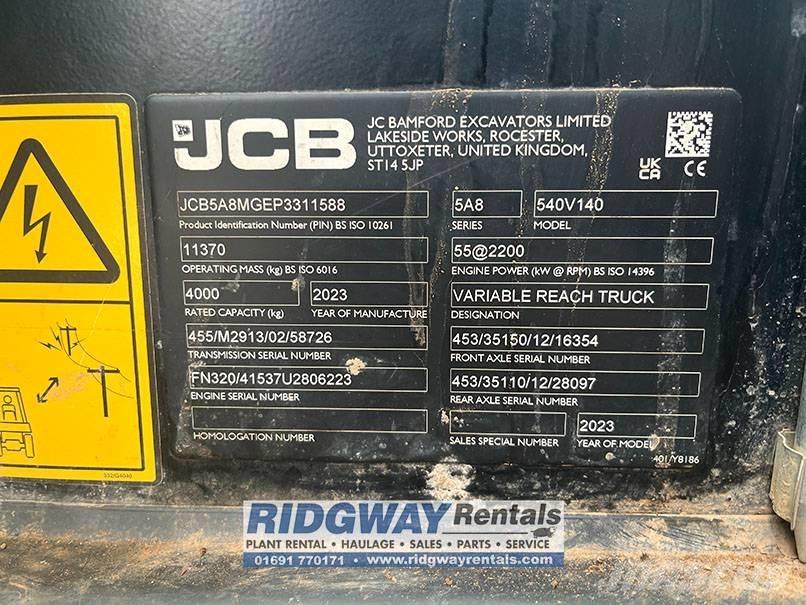 JCB
JC BAMFORD EXCAVATORS LIMITED
LAKESIDE WORKS, ROCESTER,
UTTOXETER, UNITED KINGDOM,
ST14 5JP
UK
CA
CE
JCB5A8MGEP3311588
Product Identification Number (PIN) BS ISO 10261
5A8
SERIES
540V140
MODEL
11370
OPERATING MASS (kg) BS ISO 6016
55@2200
ENGINE POWER (kW @ RPM) BS ISO 14396
4000
RATED CAPACITY (kg)
2023
YEAR OF MANUFACTURE
VARIABLE REACH TRUCK
DESIGNATION
455/M2913/02/58726
TRANSMISSION SERIAL NUMBER
453/35150/12/16354
FRONT AXLE SERIAL NUMBER
FN320/41537U2806223
ENGINE SERIAL NUMBER
453/35110/12/28097
REAR AXLE SERIAL NUMBER
HOMOLOGATION NUMBER
SALES SPECIAL NUMBER
2023
YEAR OF MODEL
401/Y8186
332/G4040
RIDGWAY Rentals
PLANT RENTAL • HAULAGE • SALES • PARTS • SERVICE
01691 770171 • www.ridgwayrentals.com